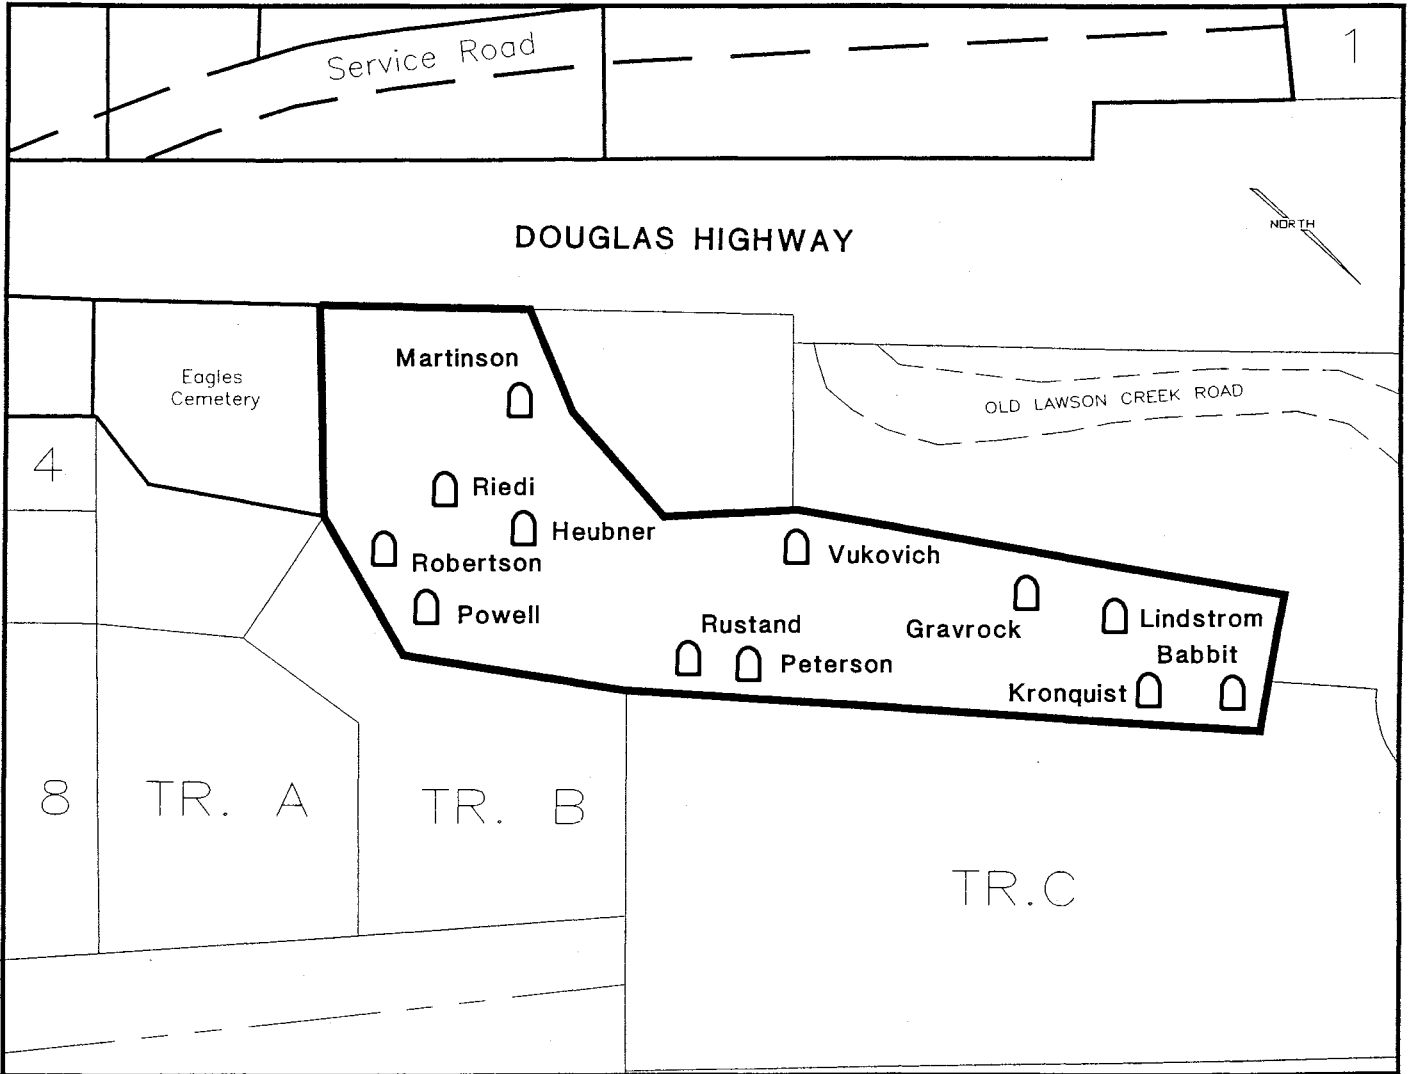 Service Road
1
DOUGLAS HIGHWAY
NORTH
Martinson
Eagles
Cemetery
OLD LAWSON CREEK ROAD
4
Riedi
Heubner
Robertson
Vukovich
Powell
Rustand
Gravrock
Lindstrom
Peterson
Babbit
Kronquist
8
TR. A
TR. B
TR.C